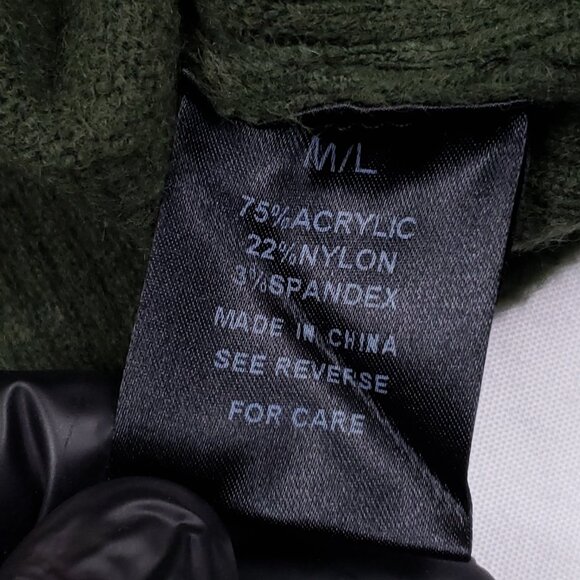 M/L
75%ACRYLIC
22%NYLON
3%SPANDEX
MADE IN CHINA
SEE REVERSE
FOR CARE